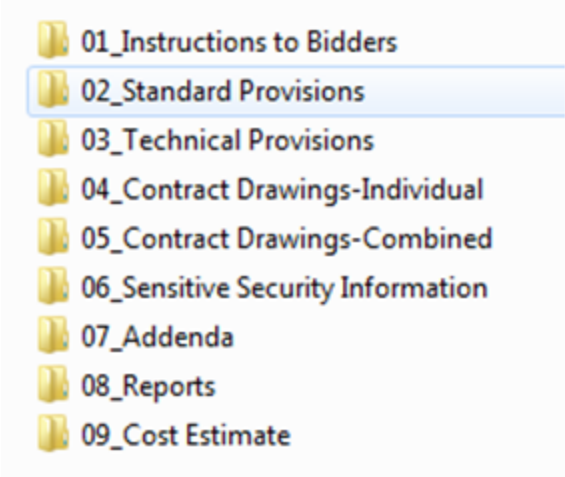 01_Instructions to Bidders
02_Standard Provisions
03_Technical Provisions
04_Contract Drawings-Individual
05_Contract Drawings-Combined
06_Sensitive Security Information
07_Addenda
08_Reports
09_Cost Estimate